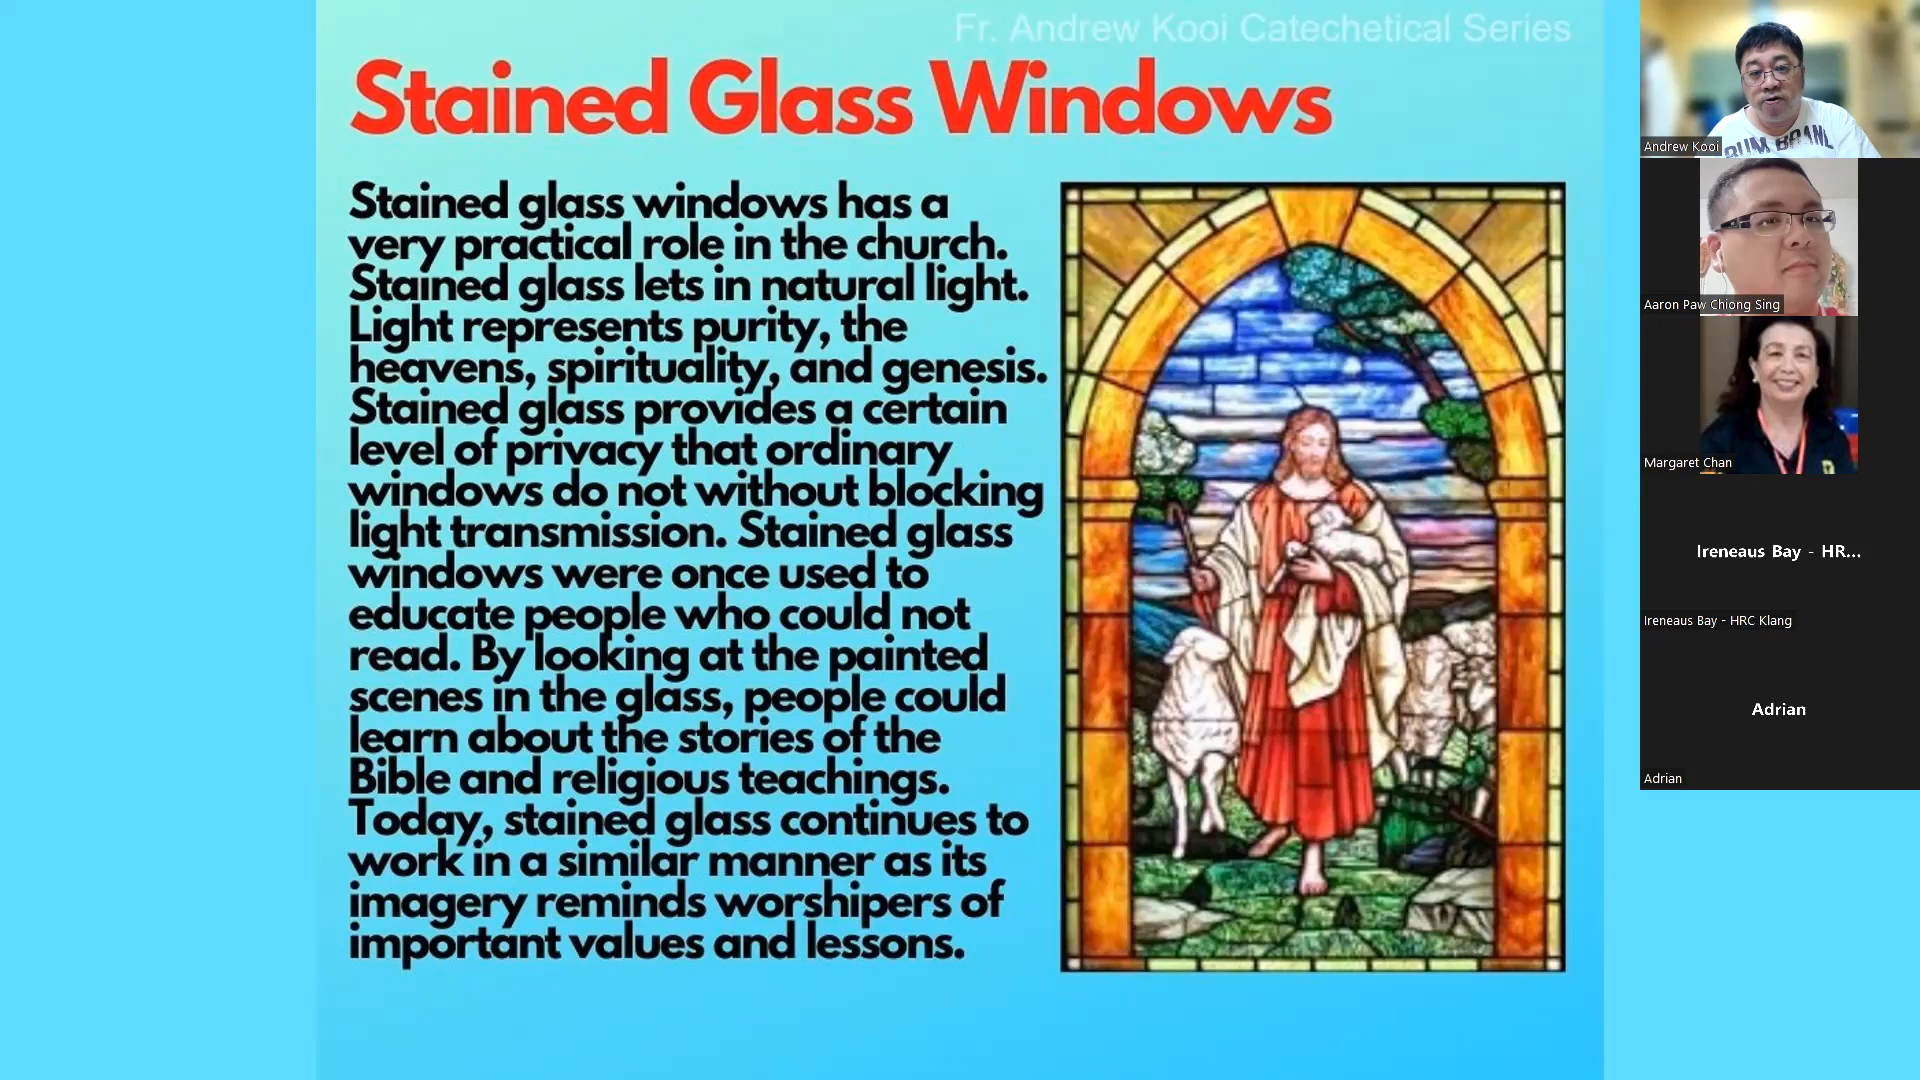 Fr. Andrew Kooi Catechetical Series
Stained Glass Windows
Stained glass windows has a
very practical role in the church.
Stained glass lets in natural light.
Light represents purity, the
heavens, spirituality, and genesis.
Stained glass provides a certain
level of privacy that ordinary
windows do not without blocking
light transmission. Stained glass
windows were once used to
educate people who could not
read. By looking at the painted
scenes in the glass, people could
learn about the stories of the
Bible and religious teachings.
Today, stained glass continues to
work in a similar manner as its
imagery reminds worshipers of
important values and lessons.
Andrew Kooi
Aaron Paw Chiong Sing
Margaret Chan
Ireneaus Bay - HR...
Ireneaus Bay - HRC Klang
Adrian
Adrian